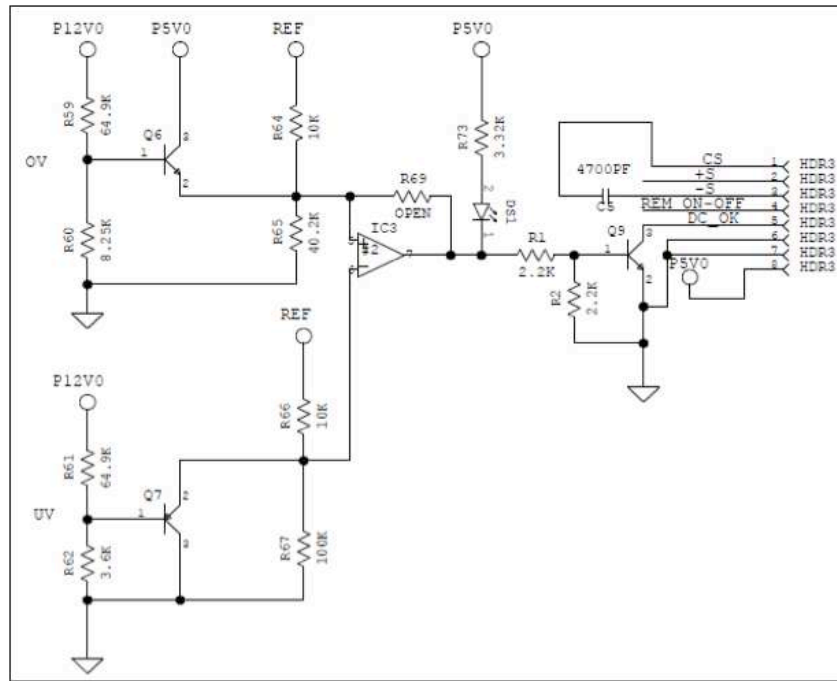 P12V0 P5V0 REF P5V0
R59 64.9K
Q6 1 2 3
OV
R60 8.25K
R64 10K
R65 40.2K
R69
OPEN
IC3
5 6 7
R73 3.32K
2 DS1 1
R1
2.2K
R2 2.2K
Q9 1 2 3
4700PF
C5
CS 1 HDR3
+S 2 HDR3
-S 3 HDR3
REM ON-OFF 4 HDR3
DC_OK 5 HDR3
6 HDR3
7 HDR3
P5V0 8 HDR3
REF
P12V0
R66 10K
R61 64.9K
Q7 1 2 3
UV
R62 3.6K
R67 100K